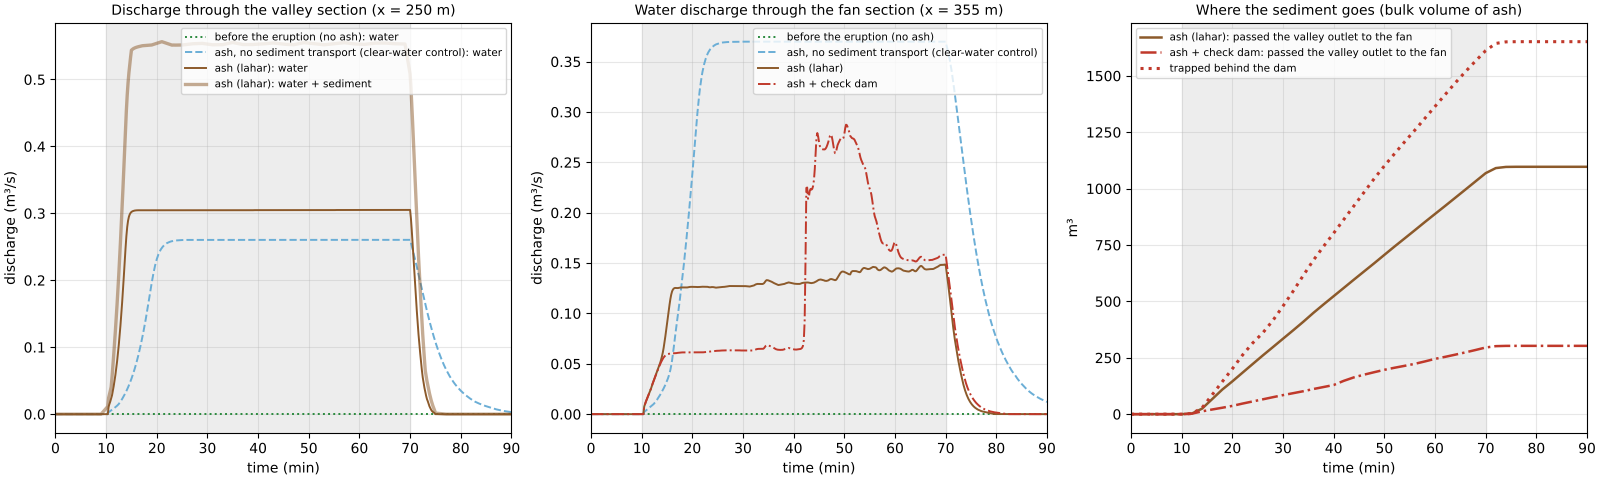 Discharge through the valley section (x = 250 m)
before the eruption (no ash): water
ash, no sediment transport (clear-water control): water
ash (lahar): water
ash (lahar): water + sediment
discharge (m³/s)
0.5
0.4
0.3
0.2
0.1
0.0
0 10 20 30 40 50 60 70 80 90
time (min)
Water discharge through the fan section (x = 355 m)
before the eruption (no ash)
ash, no sediment transport (clear-water control)
ash (lahar)
ash + check dam
discharge (m³/s)
0.35
0.30
0.25
0.20
0.15
0.10
0.05
0.00
0 10 20 30 40 50 60 70 80 90
time (min)
Where the sediment goes (bulk volume of ash)
ash (lahar): passed the valley outlet to the fan
ash + check dam: passed the valley outlet to the fan
trapped behind the dam
m³
1500
1250
1000
750
500
250
0
0 10 20 30 40 50 60 70 80 90
time (min)